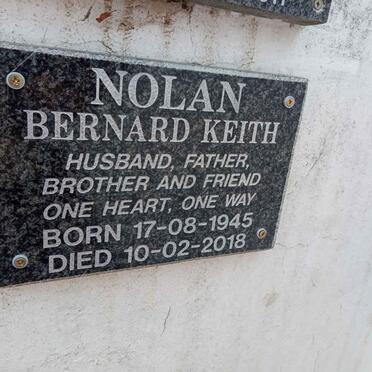 NOLAN
BERNARD KEITH
HUSBAND, FATHER,
BROTHER AND FRIEND
ONE HEART ONE WAY
BORN 17-08-1945
DIED 10-02-2018